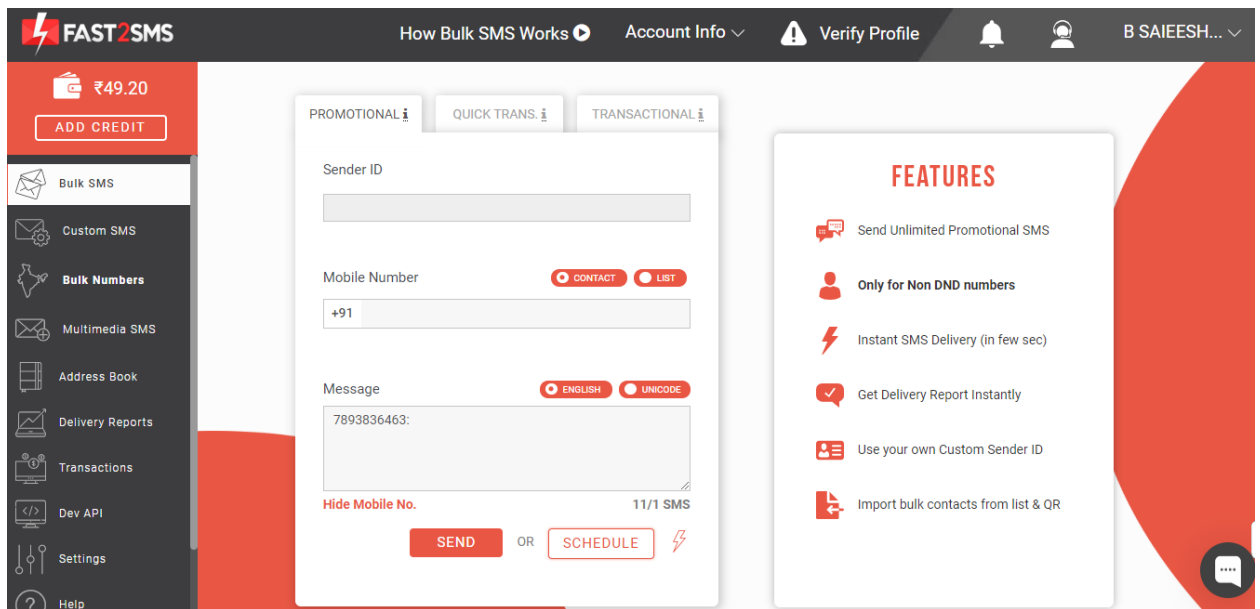 FAST2SMS
How Bulk SMS Works
Account Info
Verify Profile
B SAIEESH...
₹49.20
ADD CREDIT
Bulk SMS
Custom SMS
Bulk Numbers
Multimedia SMS
Address Book
Delivery Reports
Transactions
Dev API
Settings
Help
PROMOTIONAL i
QUICK TRANS. i
TRANSACTIONAL i
Sender ID
Mobile Number
CONTACT
LIST
+91
Message
ENGLISH
UNICODE
7893836463:
Hide Mobile No.
11/1 SMS
SEND
OR
SCHEDULE
FEATURES
Send Unlimited Promotional SMS
Only for Non DND numbers
Instant SMS Delivery (in few sec)
Get Delivery Report Instantly
Use your own Custom Sender ID
Import bulk contacts from list & QR